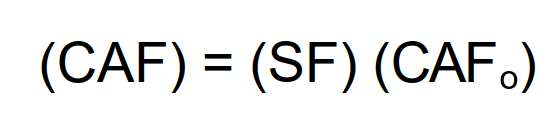 (CAF) = (SF) (CAFₒ)